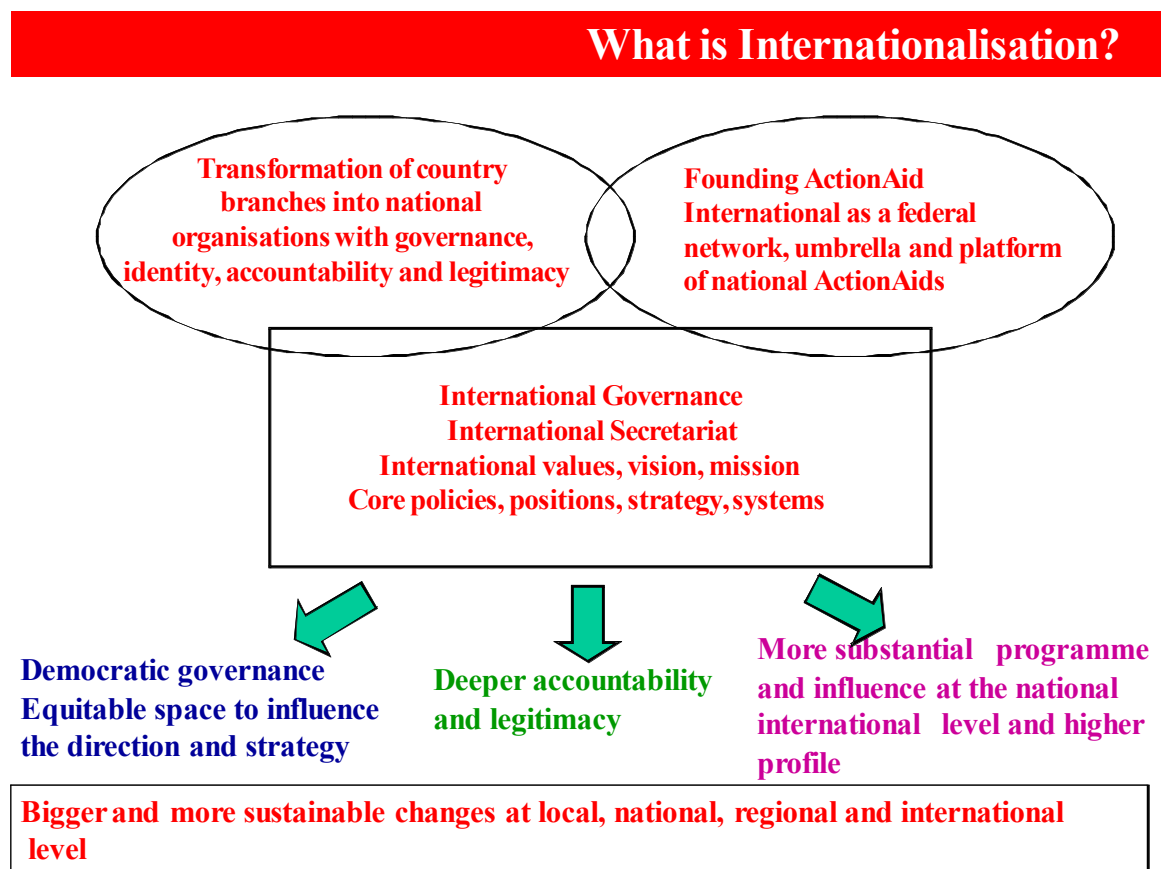 What is Internationalisation?
Transformation of country
branches into national
organisations with governance,
identity, accountability and legitimacy
Founding ActionAid
International as a federal
network, umbrella and platform
of national ActionAids
International Governance
International Secretariat
International values, vision, mission
Core policies, positions, strategy, systems
Democratic governance
Equitable space to influence
the direction and strategy
Deeper accountability
and legitimacy
More substantial programme
and influence at the national
international level and higher
profile
Bigger and more sustainable changes at local, national, regional and international
level